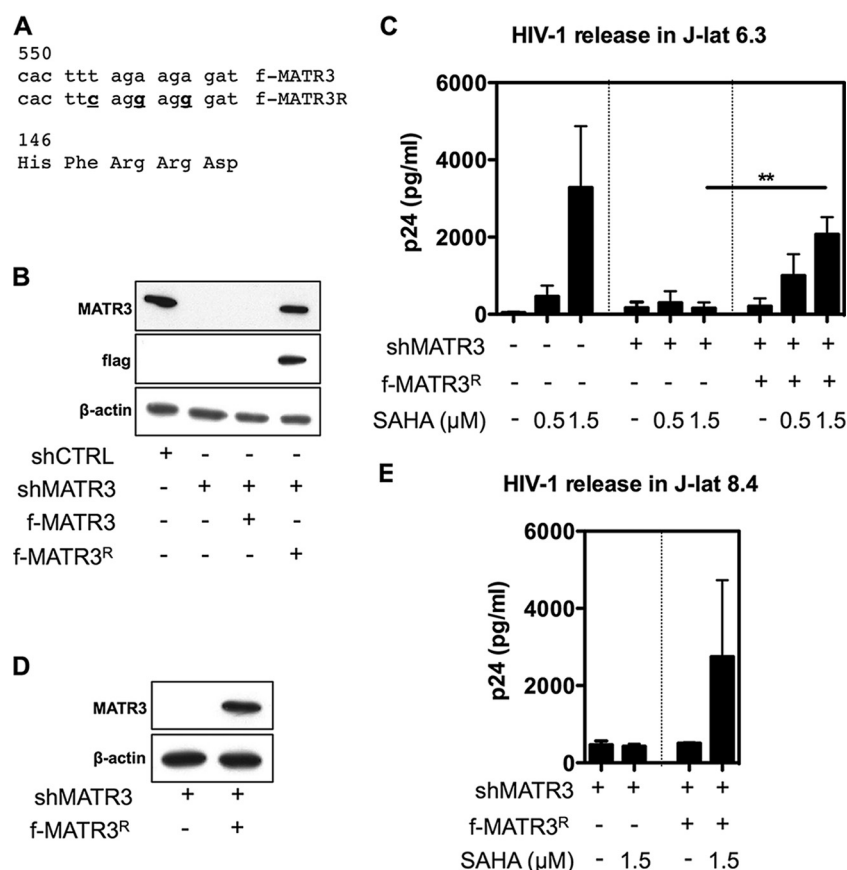 A
550
cac ttt aga aga gat f-MATR3
cac ttc agg agg gat f-MATR3R
146
His Phe Arg Arg Asp
B
MATR3
flag
β-actin
shCTRL + - - -
shMATR3 - + + +
f-MATR3 - - + -
f-MATR3R - - - +
C
HIV-1 release in J-lat 6.3
p24 (pg/ml)
6000
4000
2000
0
**
shMATR3 - - - + + + + + +
f-MATR3R - - - - - - + + +
SAHA (μM) - 0.5 1.5 - 0.5 1.5 - 0.5 1.5
D
MATR3
β-actin
shMATR3 + +
f-MATR3R - +
E
HIV-1 release in J-lat 8.4
p24 (pg/ml)
6000
4000
2000
0
shMATR3 + + + +
f-MATR3R - - + +
SAHA (μM) - 1.5 - 1.5